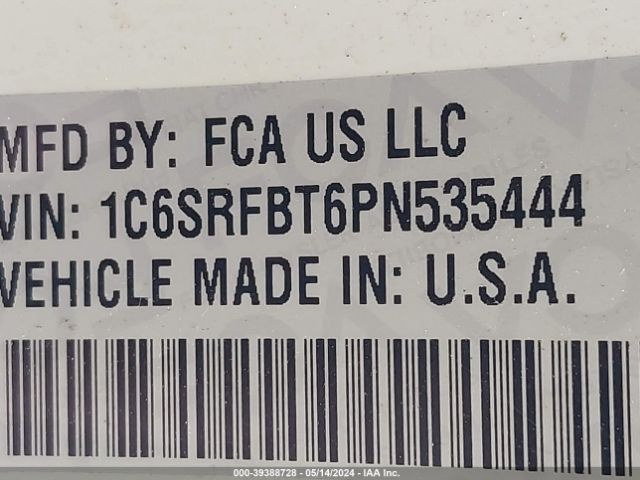 MFD BY: FCA US LLC
VIN: 1C6SRFBT6PN535444
VEHICLE MADE IN: U.S.A.
000-39388728 - 05/14/2024 - IAA Inc.